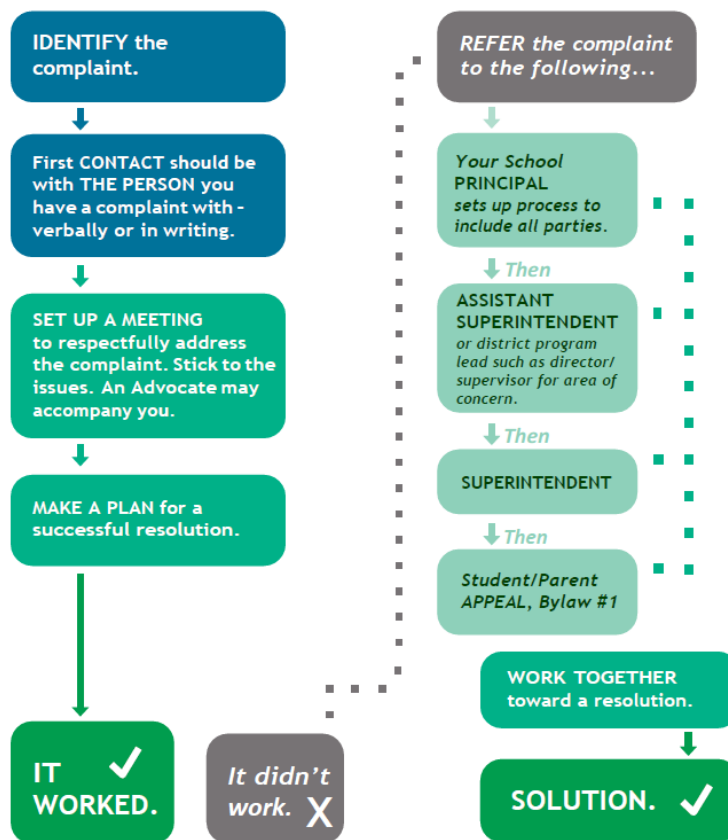 IDENTIFY the
complaint.
First CONTACT should be
with THE PERSON you
have a complaint with -
verbally or in writing.
SET UP A MEETING
to respectfully address
the complaint. Stick to the
issues. An Advocate may
accompany you.
MAKE A PLAN for a
successful resolution.
IT
WORKED.
It didn't
work. X
REFER the complaint
to the following...
Your School
PRINCIPAL
sets up process to
include all parties.
Then
ASSISTANT
SUPERINTENDENT
or district program
lead such as director/
supervisor for area of
concern.
Then
SUPERINTENDENT
Then
Student/Parent
APPEAL, Bylaw #1
WORK TOGETHER
toward a resolution.
SOLUTION.